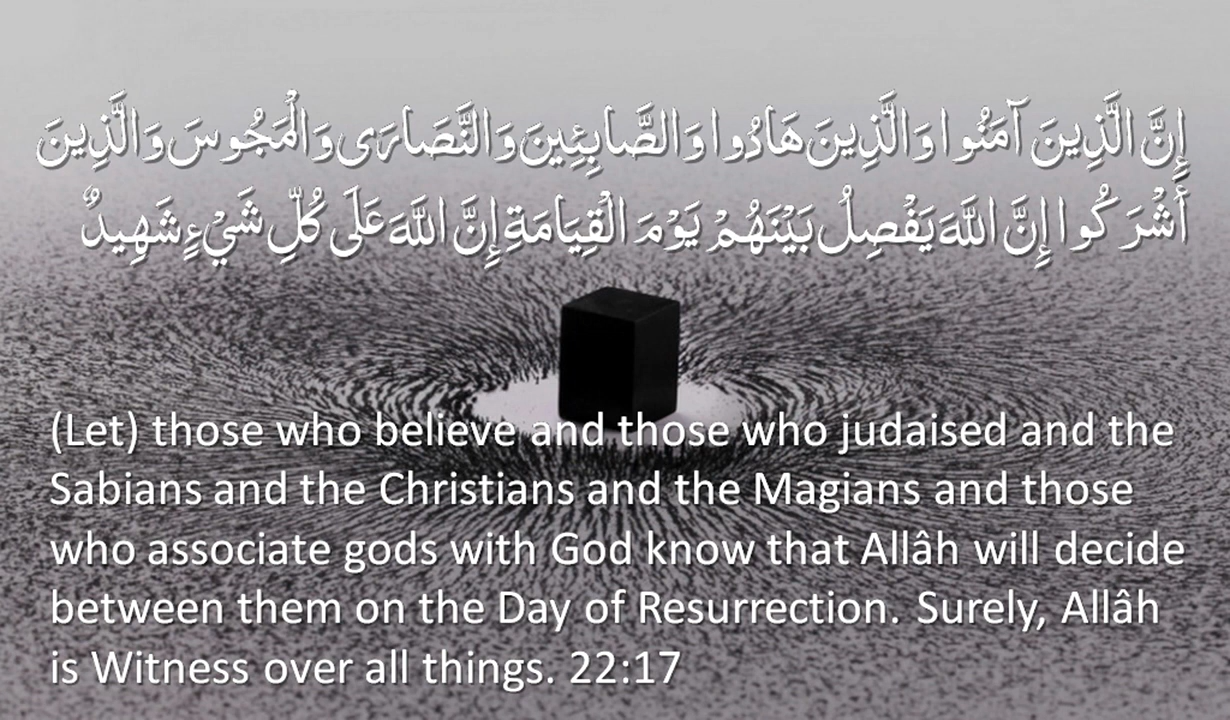 إِنَّ الَّذِينَ آمَنُوا وَالَّذِينَ هَادُوا وَالصَّابِئِينَ وَالنَّصَارَى وَالْمَجُوسَ وَالَّذِينَ
أَشْرَكُوا إِنَّ اللَّهَ يَفْصِلُ بَيْنَهُمْ يَوْمَ الْقِيَامَةِ إِنَّ اللَّهَ عَلَى كُلِّ شَيْءٍ شَهِيدٌ
(Let) those who believe and those who judaised and the
Sabians and the Christians and the Magians and those
who associate gods with God know that Allâh will decide
between them on the Day of Resurrection. Surely, Allâh
is Witness over all things. 22:17